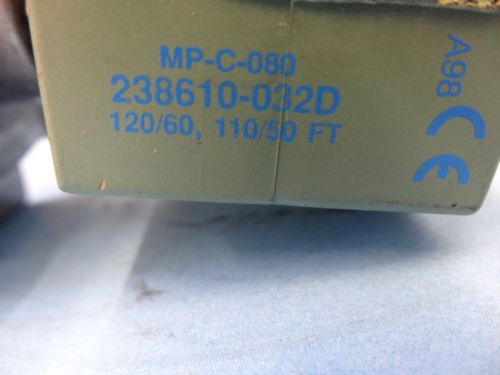 MP-C-080
238610-032D
120/60, 110/50 FT
A98 CE